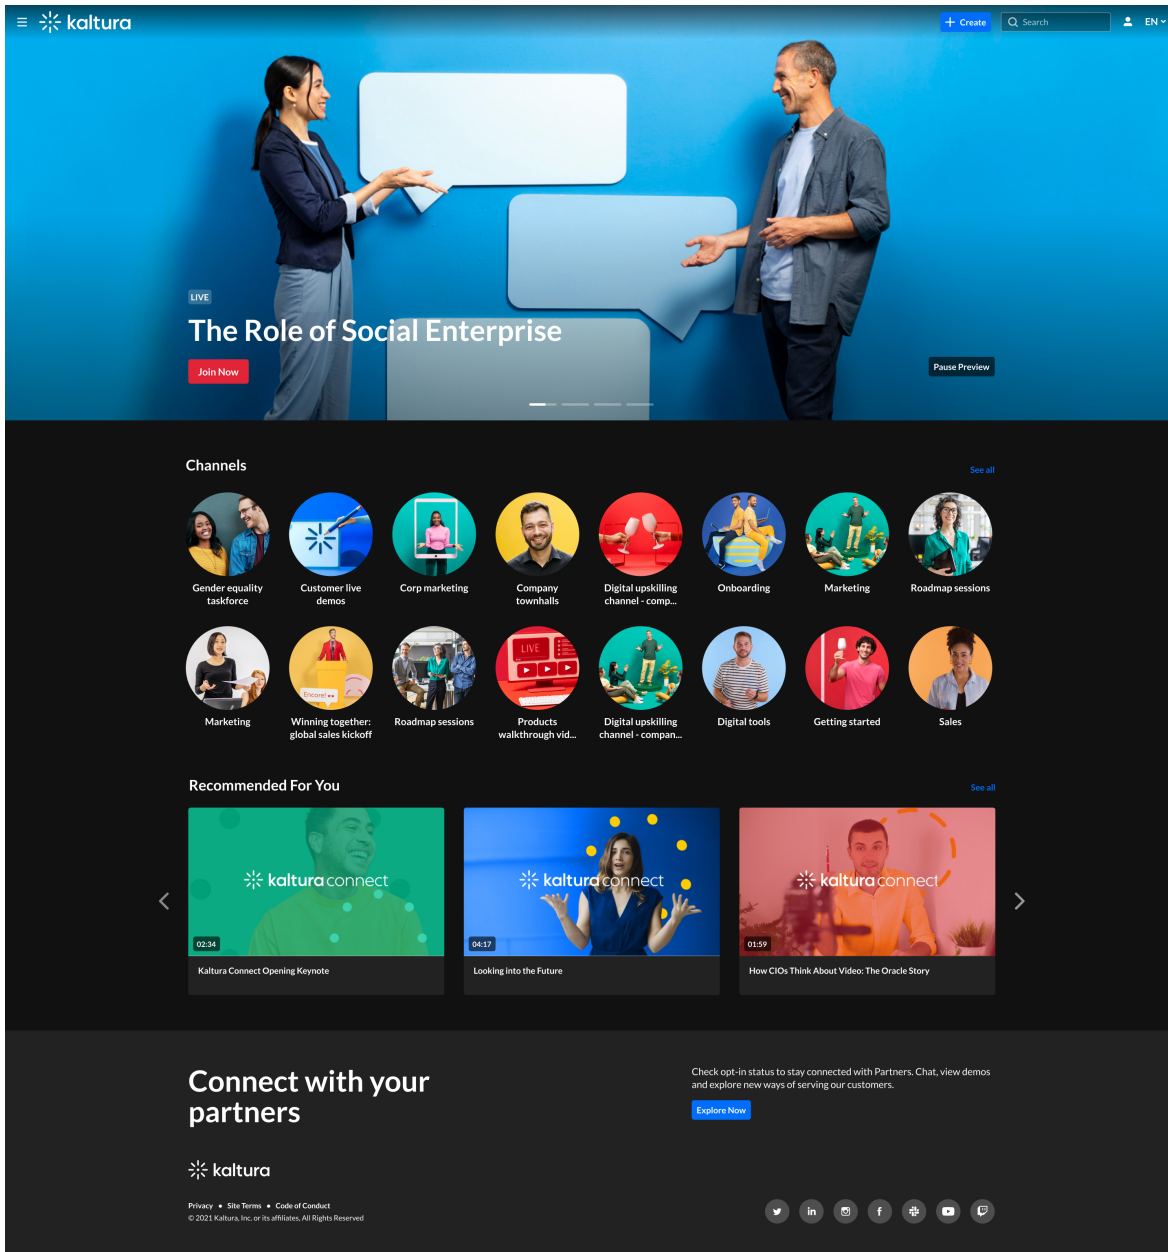 kaltura
Create
Search
EN
LIVE
The Role of Social Enterprise
Join Now
Pause Preview
Channels
See all
Gender equality
taskforce
Customer live
demos
Corp marketing
Company
townhalls
Digital upskilling
channel - comp...
Onboarding
Marketing
Roadmap sessions
Encore!
LIVE
Marketing
Winning together:
global sales kickoff
Roadmap sessions
Products
walkthrough vid...
Digital upskilling
channel - compan...
Digital tools
Getting started
Sales
Recommended For You
See all
kaltura connect
02:34
Kaltura Connect Opening Keynote
kaltura connect
04:17
Looking into the Future
kaltura connect
01:59
How CIOs Think About Video: The Oracle Story
Connect with your
partners
Check opt-in status to stay connected with Partners. Chat, view demos
and explore new ways of serving our customers.
Explore Now
kaltura
Privacy • Site Terms • Code of Conduct
© 2021 Kaltura, Inc. or its affiliates, All Rights Reserved